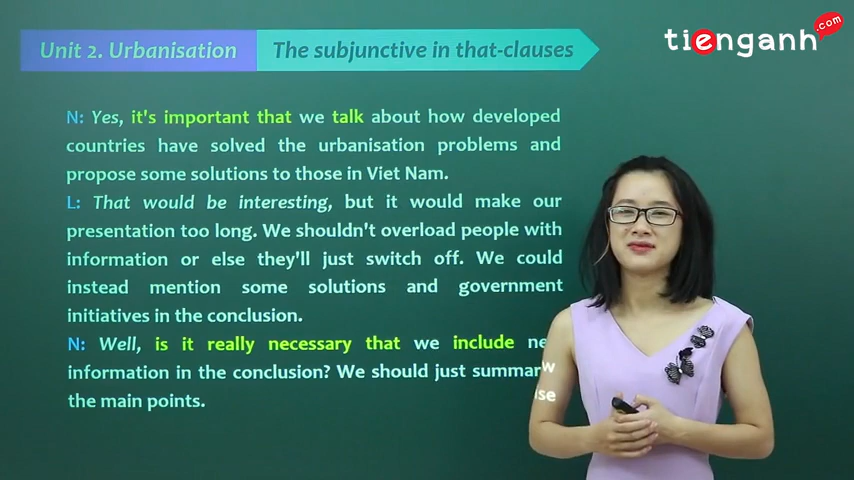 Unit 2. Urbanisation
The subjunctive in that-clauses
tienganh.com
N: Yes, it's important that we talk about how developed
countries have solved the urbanisation problems and
propose some solutions to those in Viet Nam.
L: That would be interesting, but it would make our
presentation too long. We shouldn't overload people with
information or else they'll just switch off. We could
instead mention some solutions and government
initiatives in the conclusion.
N: Well, is it really necessary that we include new
information in the conclusion? We should just summarise
the main points.